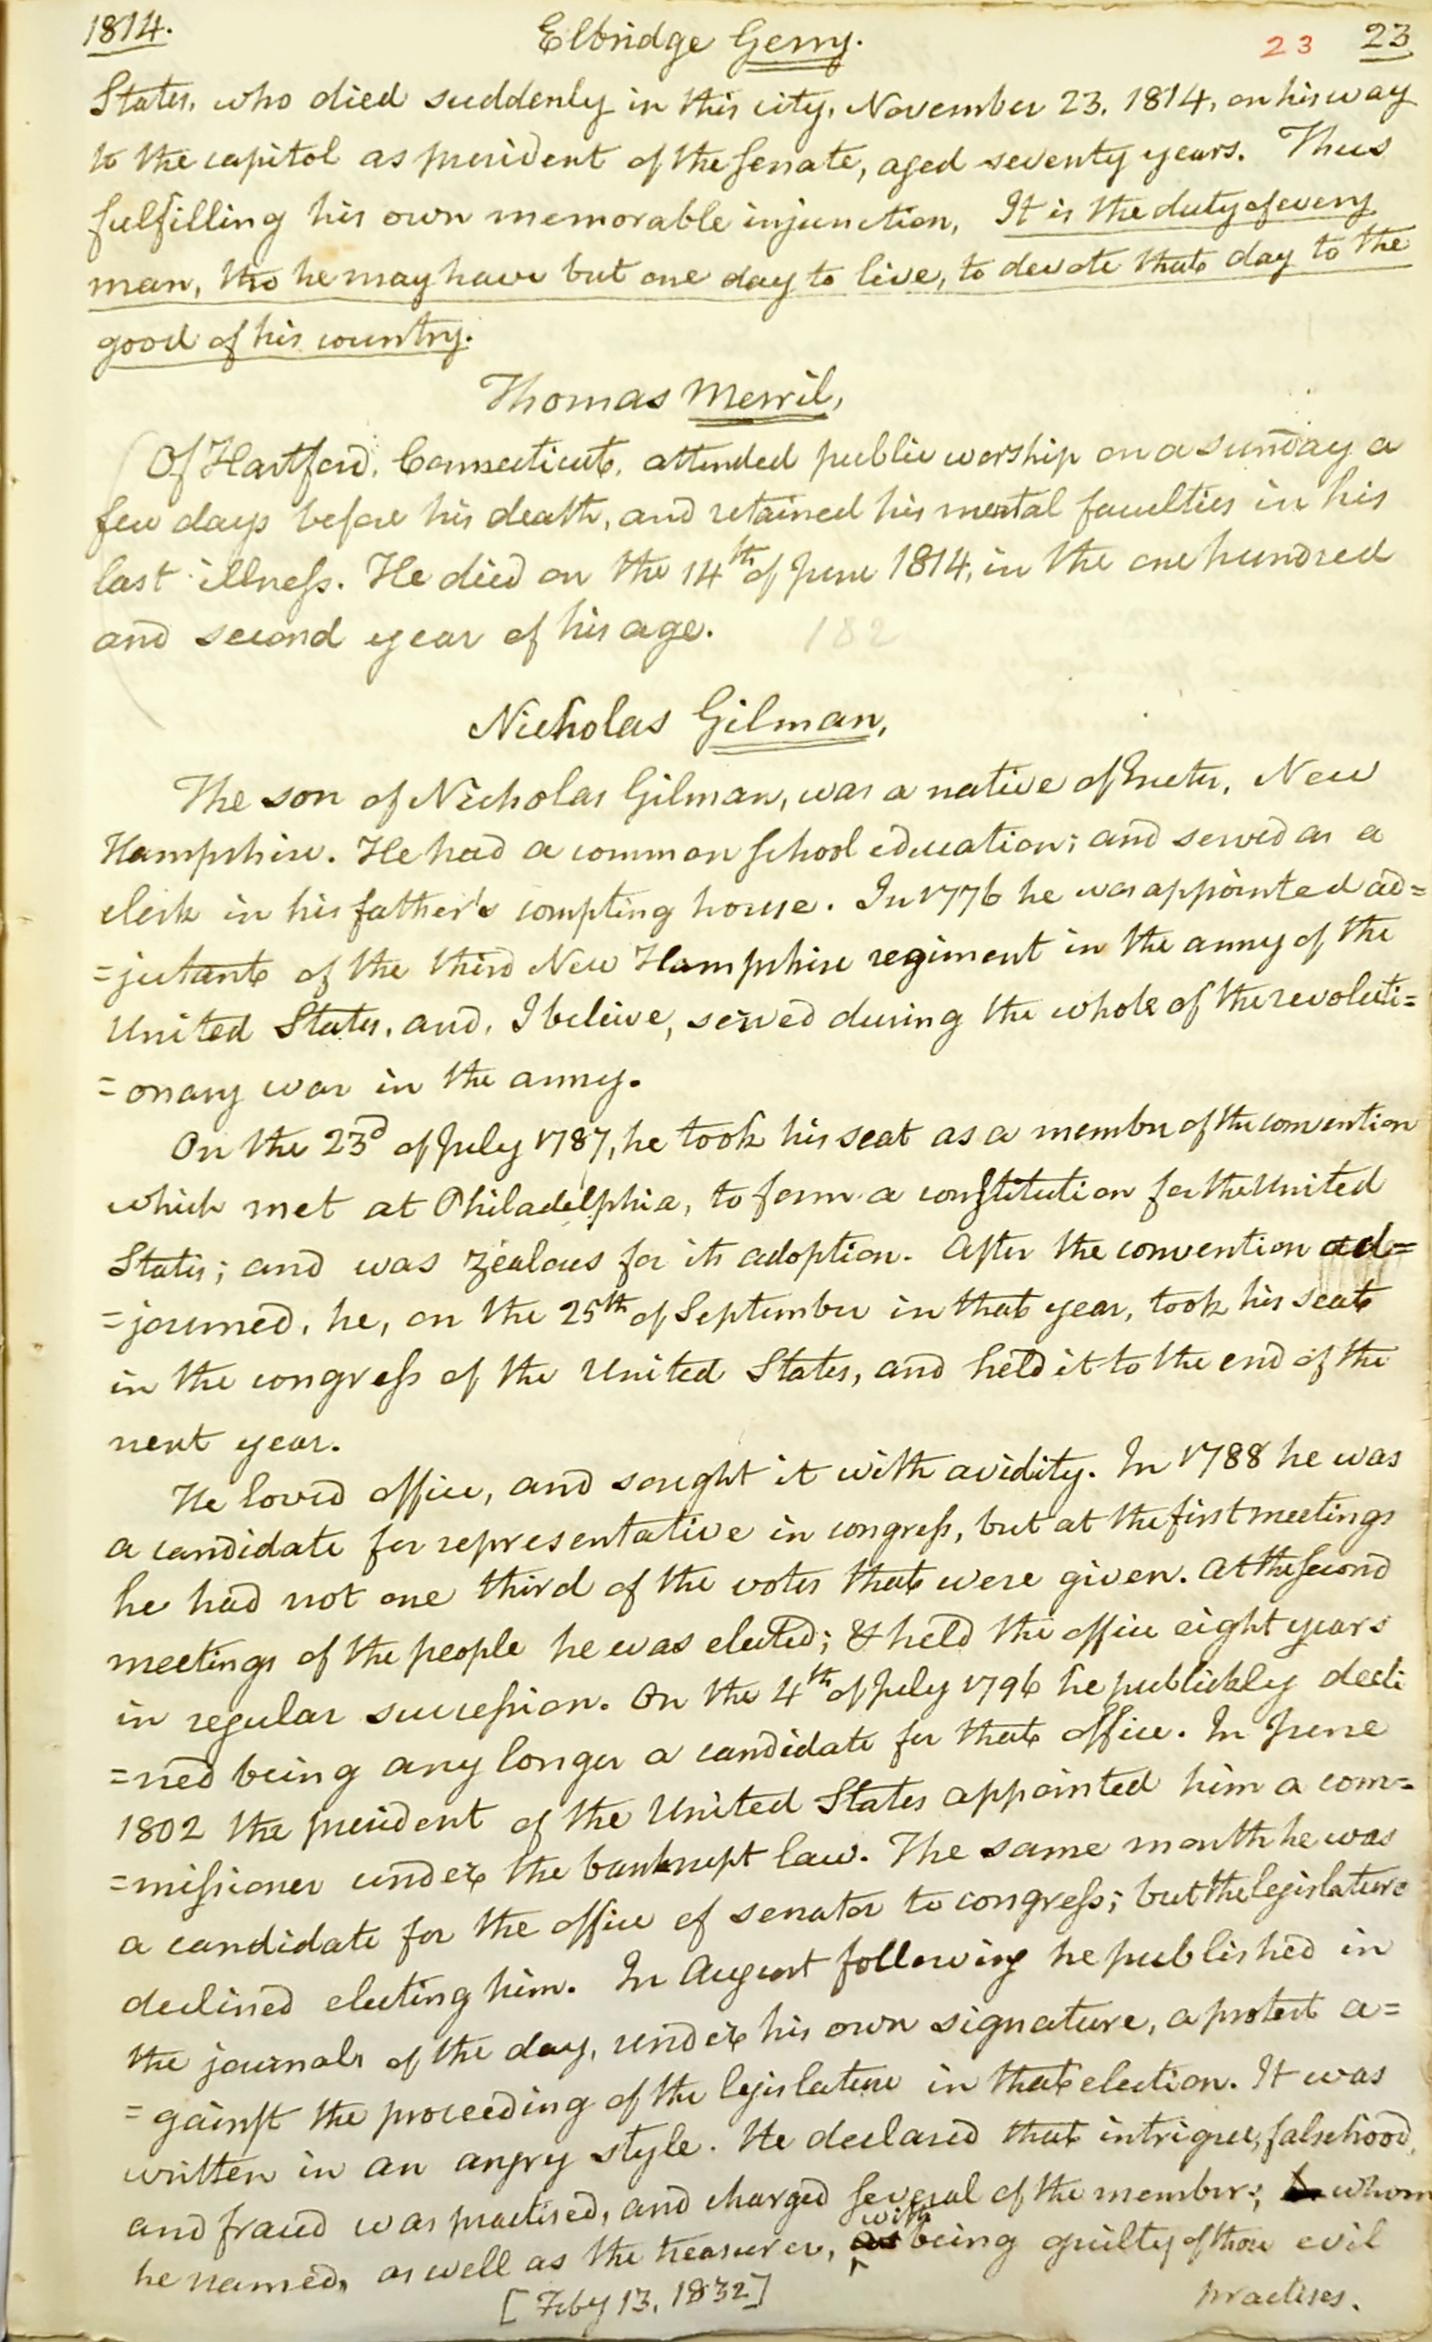 1814. Elbridge Gerry. 23 23
States, who died suddenly in this city, November 23, 1814, on his way
to the capitol as president of the Senate, aged seventy years. Thus
fulfilling his own memorable injunction, It is the duty of every
man, tho he may have but one day to live, to devote that day to the
good of his country.
Thomas Merril,
Of Hartford, Connecticut, attended public worship on a sunday a
few days before his death, and retained his mental faculties in his
last illness. He died on the 14th of June 1814, in the one hundred
and second year of his age. 182
Nicholas Gilman,
The son of Nicholas Gilman, was a native of Exeter, New
Hampshire. He had a common school education; and served as a
clerk in his father's compting house. In 1776 he was appointed ad=
=jutant of the third New Hampshire regiment in the army of the
United States, and, I believe, served during the whole of the revoluti=
=onary war in the army.
On the 23d of July 1787, he took his seat as a member of the convention
which met at Philadelphia, to form a constitution for the United
States; and was zealous for its adoption. After the convention ad=
=journed, he, on the 25th of September in that year, took his seat
in the congress of the United States, and held it to the end of the
next year.
He loved office, and sought it with avidity. In 1788 he was
a candidate for representative in congress, but at the first meetings
he had not one third of the votes that were given. At the second
meetings of the people he was elected; & held the office eight years
in regular succession. On the 4th of July 1796 he publickly decli
=ned being any longer a candidate for that office. In June
1802 the president of the United States appointed him a com=
=missioner under the bankrupt law. The same month he was
a candidate for the office of senator to congress; but the legislature
declined electing him. In August following he published in
the journals of the day, under his own signature, a protest a=
=gainst the proceeding of the legislature in that election. It was
written in an angry style. He declared that intrigue, falsehood,
and fraud was practised, and charged several of the members, whom
he named, as well as the treasurer, with being guilty of those evil
[Feby 13, 1832] practises.